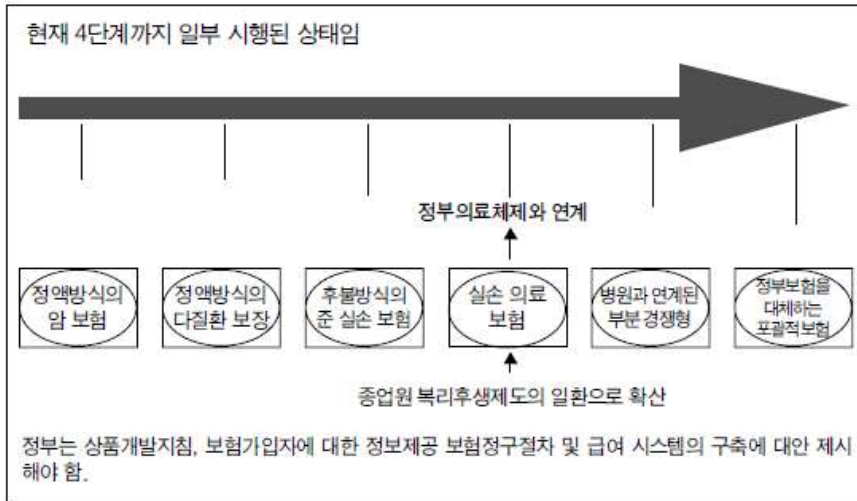 현재 4단계까지 일부 시행된 상태임
정부의료체제와 연계
정액방식의
암 보험
정액방식의
다질환 보장
후불방식의
준 실손 보험
실손 의료
보험
병원과 연계된
부분 경쟁형
정부보험을
대체하는
포괄적보험
종업원 복리후생제도의 일환으로 확산
정부는 상품개발지침, 보험가입자에 대한 정보제공 보험정구절차 및 급여 시스템의 구축에 대안 제시
해야 함.